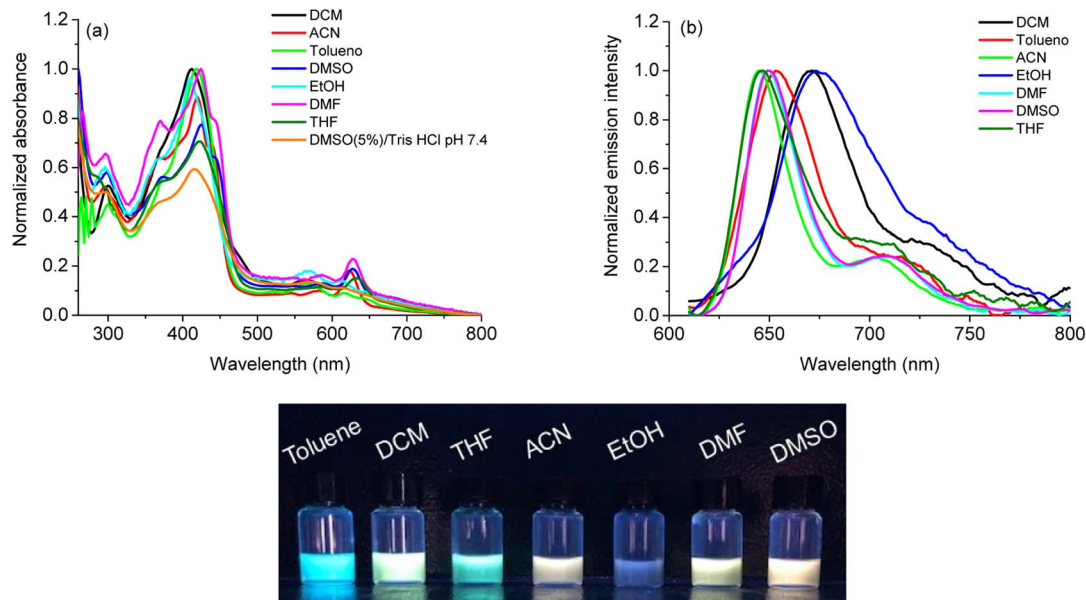 (a)
DCM
ACN
Tolueno
DMSO
EtOH
DMF
THF
DMSO(5%)/Tris HCl pH 7.4
Normalized absorbance
1.2
1.0
0.8
0.6
0.4
0.2
0.0
300 400 500 600 700 800
Wavelength (nm)
(b)
DCM
Tolueno
ACN
EtOH
DMF
DMSO
THF
Normalized emission intensity
1.2
1.0
0.8
0.6
0.4
0.2
0.0
600 650 700 750 800
Wavelength (nm)
Toluene DCM THF ACN EtOH DMF DMSO